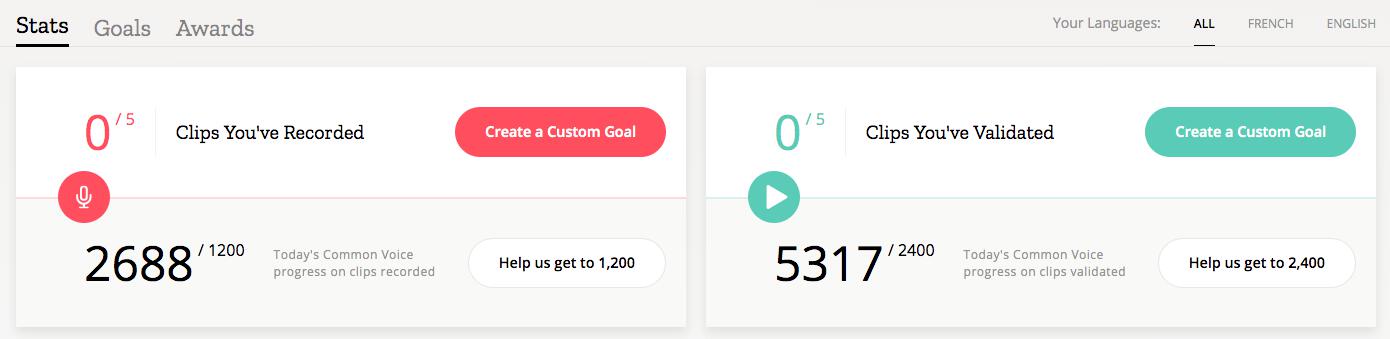 Stats Goals Awards Your Languages: ALL FRENCH ENGLISH
0 / 5 Clips You've Recorded Create a Custom Goal
2688 / 1200 Today's Common Voice
progress on clips recorded Help us get to 1,200
0 / 5 Clips You've Validated Create a Custom Goal
5317 / 2400 Today's Common Voice
progress on clips validated Help us get to 2,400